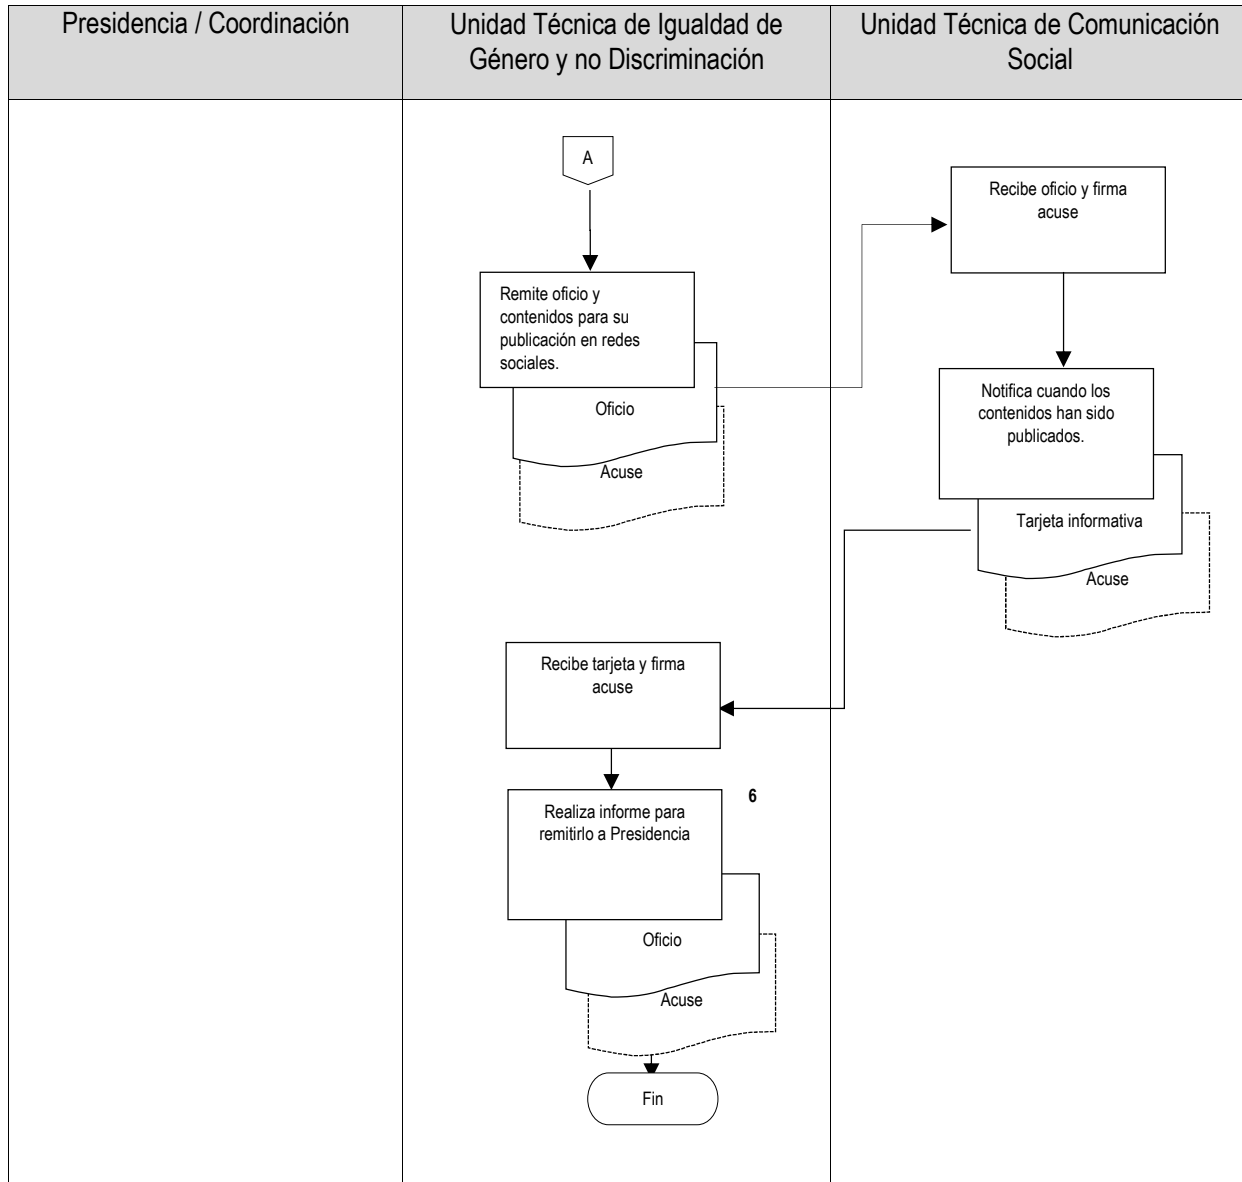 Presidencia / Coordinación
Unidad Técnica de Igualdad de
Género y no Discriminación
Unidad Técnica de Comunicación
Social
A
Remite oficio y
contenidos para su
publicación en redes
sociales.
Oficio
Acuse
Recibe oficio y firma
acuse
Notifica cuando los
contenidos han sido
publicados.
Tarjeta informativa
Acuse
Recibe tarjeta y firma
acuse
6
Realiza informe para
remitirlo a Presidencia
Oficio
Acuse
Fin